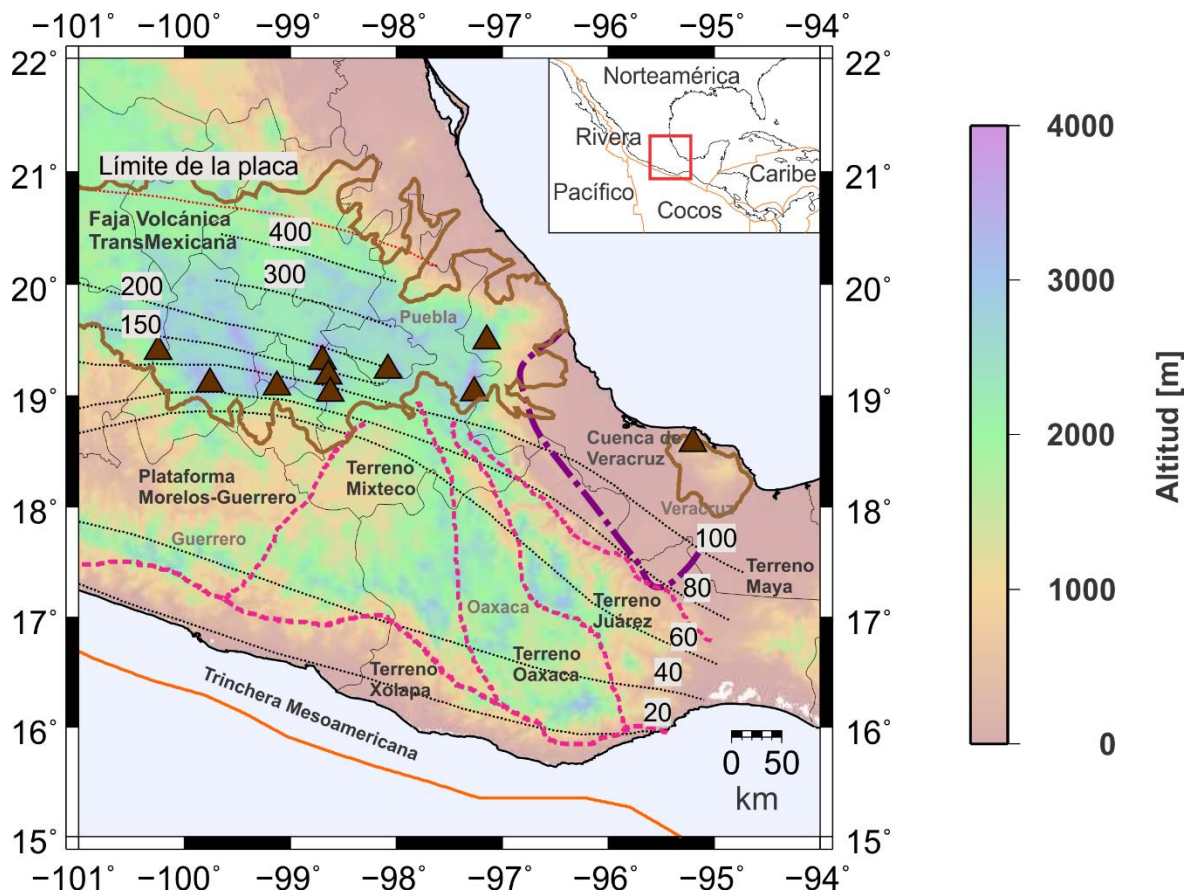 −101 −100 −99 −98 −97 −96 −95 −94
22°
21°
20°
19°
18°
17°
16°
15°
22°
21°
20°
19°
18°
17°
16°
15°
−101° −100° −99° −98° −97° −96° −95° −94°
Norteamérica
Rivera
Pacífico
Cocos
Caribe
Límite de la placa
Faja Volcánica
TransMexicana
400
300
200
150
Puebla
Cuenca de
Veracruz
Veracruz
Plataforma
Morelos-Guerrero
Terreno
Mixteco
Guerrero
100
Terreno
Maya
80
Oaxaca
Terreno
Juárez
60
Terreno
Oaxaca
40
Terreno
Xolapa
20
Trinchera Mesoamericana
0 50
km
4000
3000
2000
1000
0
Altitud [m]